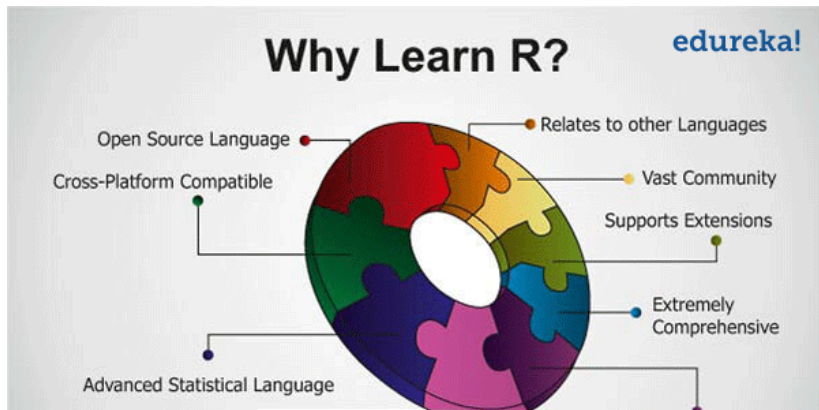 Why Learn R?
edureka!
Open Source Language
Relates to other Languages
Cross-Platform Compatible
Vast Community
Supports Extensions
Extremely
Comprehensive
Advanced Statistical Language